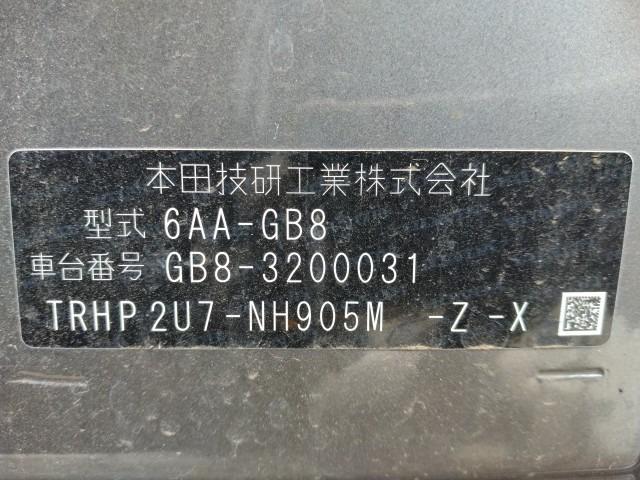 本田技研工業株式会社
型式 6AA-GB8
車台番号 GB8-3200031
TRHP2U7-NH905M -Z-X